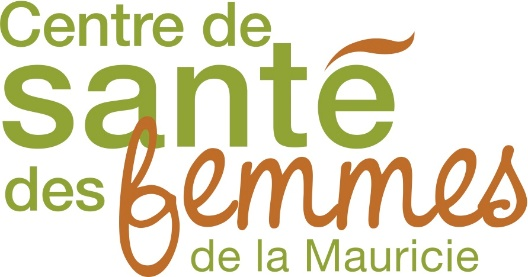 Centre de
santé
des femmes
de la Mauricie